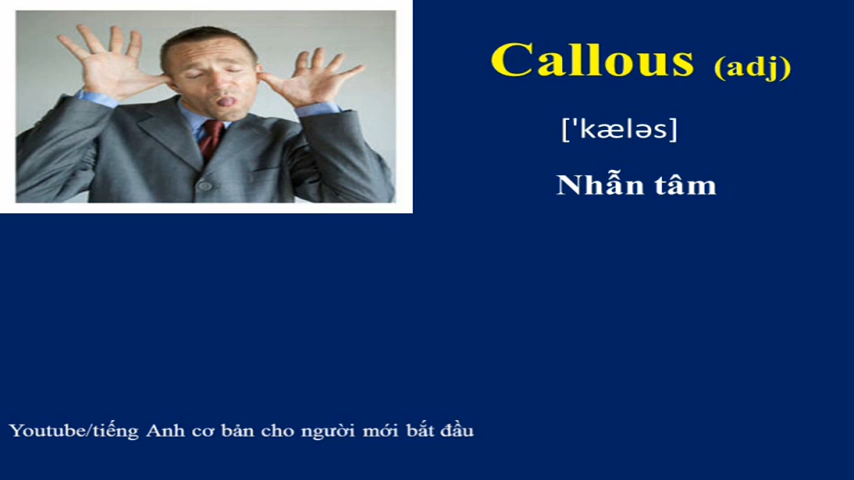 Callous (adj)
['kæləs]
Nhẫn tâm
Youtube/tiếng Anh cơ bản cho người mới bắt đầu